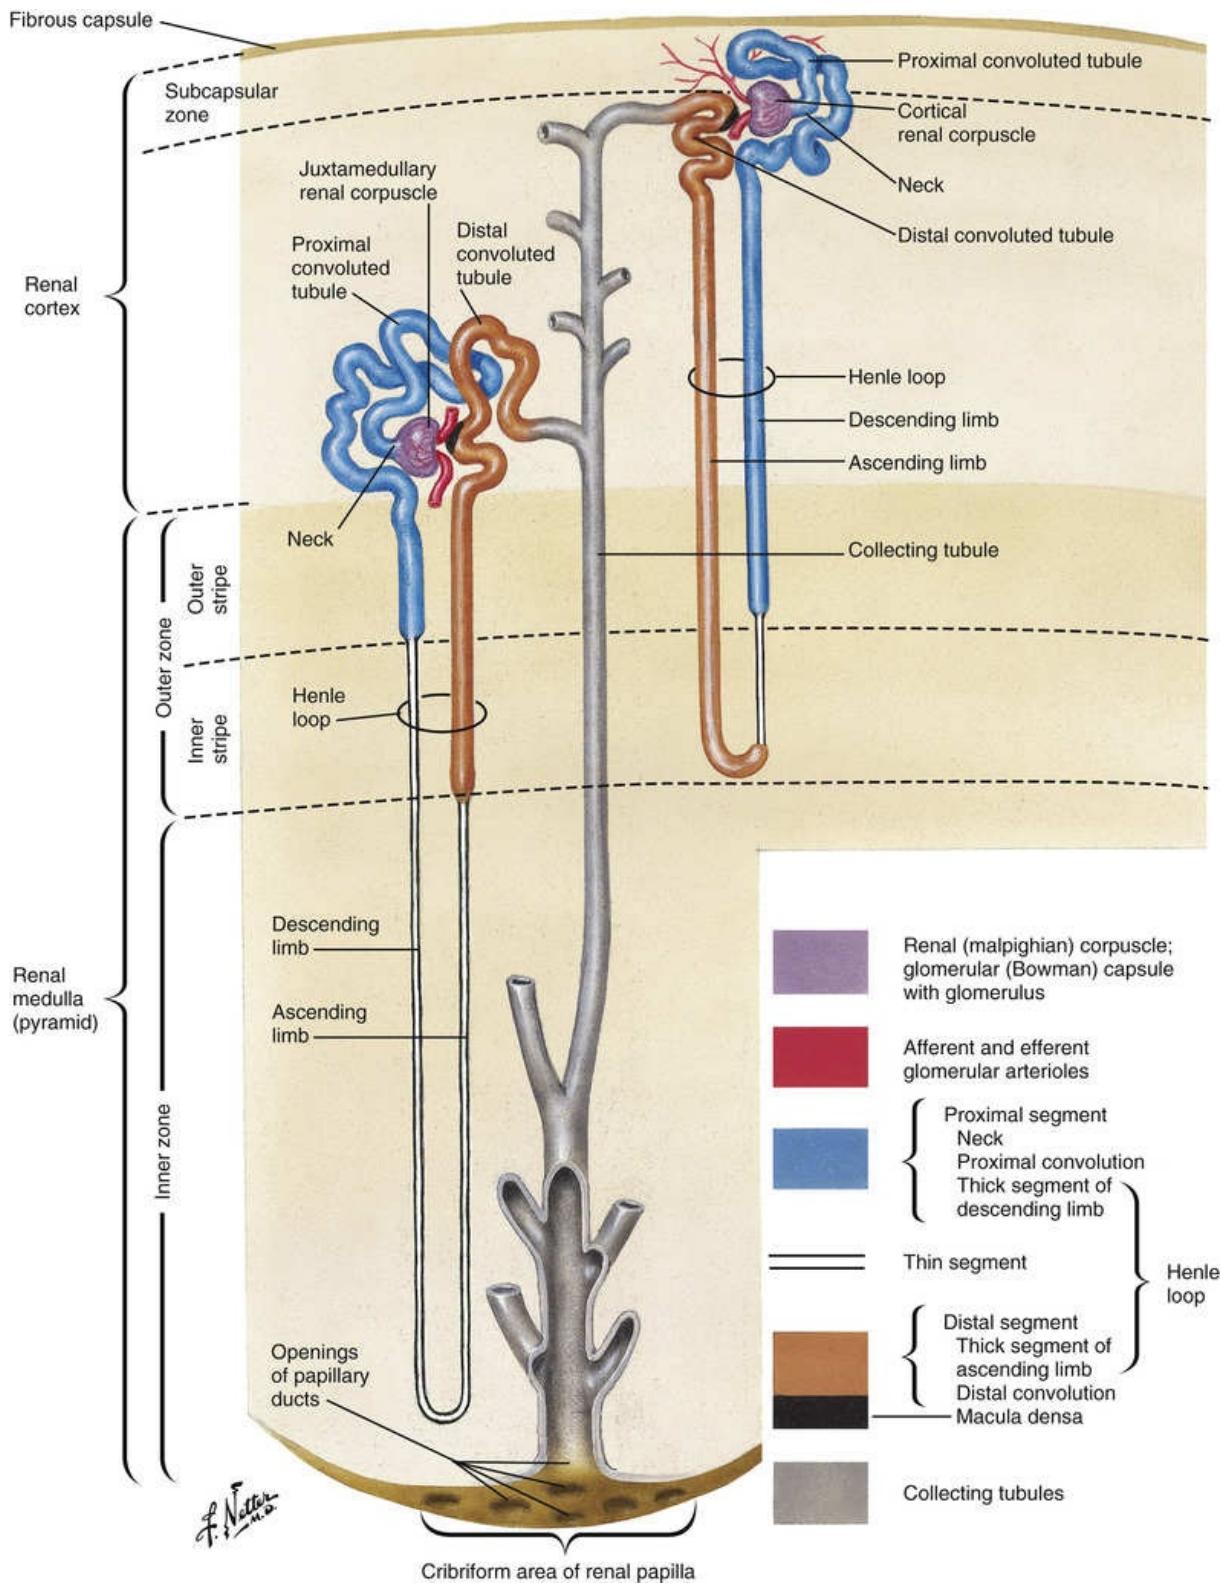 Fibrous capsule
Subcapsular
zone
Proximal convoluted tubule
Cortical
renal corpuscle
Neck
Distal convoluted tubule
Juxtamedullary
renal corpuscle
Proximal
convoluted
tubule
Distal
convoluted
tubule
Renal
cortex
Henle loop
Descending limb
Ascending limb
Neck
Collecting tubule
Outer zone
Outer
stripe
Inner
stripe
Henle
loop
Descending
limb
Ascending
limb
Renal
medulla
(pyramid)
Inner zone
Openings
of papillary
ducts
Cribriform area of renal papilla
Renal (malpighian) corpuscle;
glomerular (Bowman) capsule
with glomerulus
Afferent and efferent
glomerular arterioles
Proximal segment
Neck
Proximal convolution
Thick segment of
descending limb
Thin segment
Henle
loop
Distal segment
Thick segment of
ascending limb
Distal convolution
Macula densa
Collecting tubules
F. Netter
M.D.